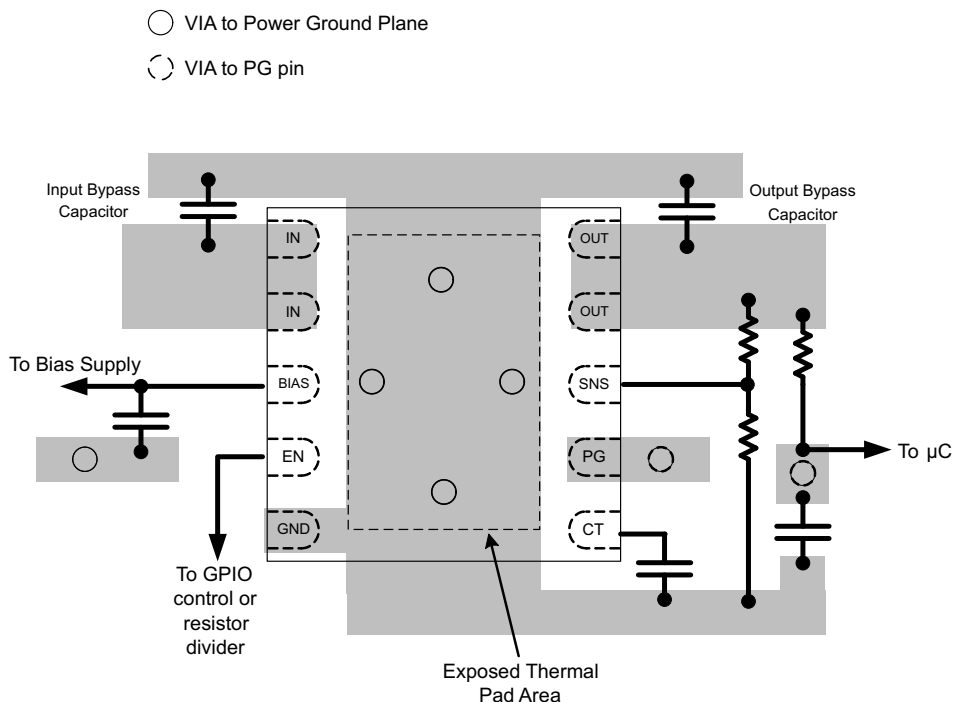 VIA to Power Ground Plane
VIA to PG pin
Input Bypass
Capacitor
Output Bypass
Capacitor
IN
OUT
IN
OUT
To Bias Supply
BIAS
SNS
EN
PG
To µC
GND
CT
To GPIO
control or
resistor
divider
Exposed Thermal
Pad Area